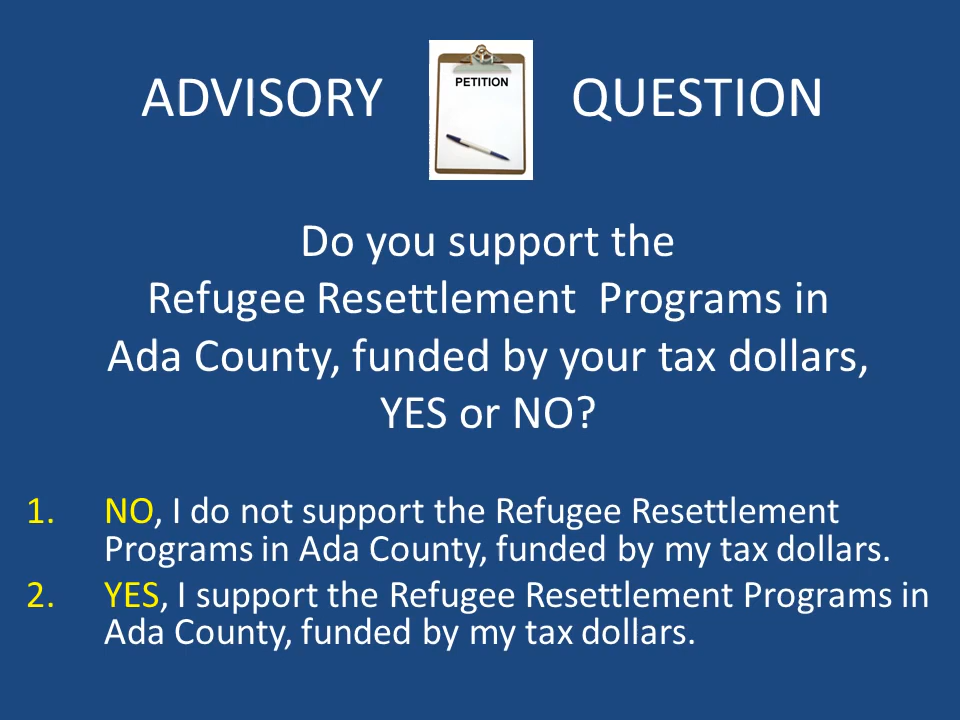 ADVISORY QUESTION
PETITION
Do you support the
Refugee Resettlement Programs in
Ada County, funded by your tax dollars,
YES or NO?
1. NO, I do not support the Refugee Resettlement
Programs in Ada County, funded by my tax dollars.
2. YES, I support the Refugee Resettlement Programs in
Ada County, funded by my tax dollars.